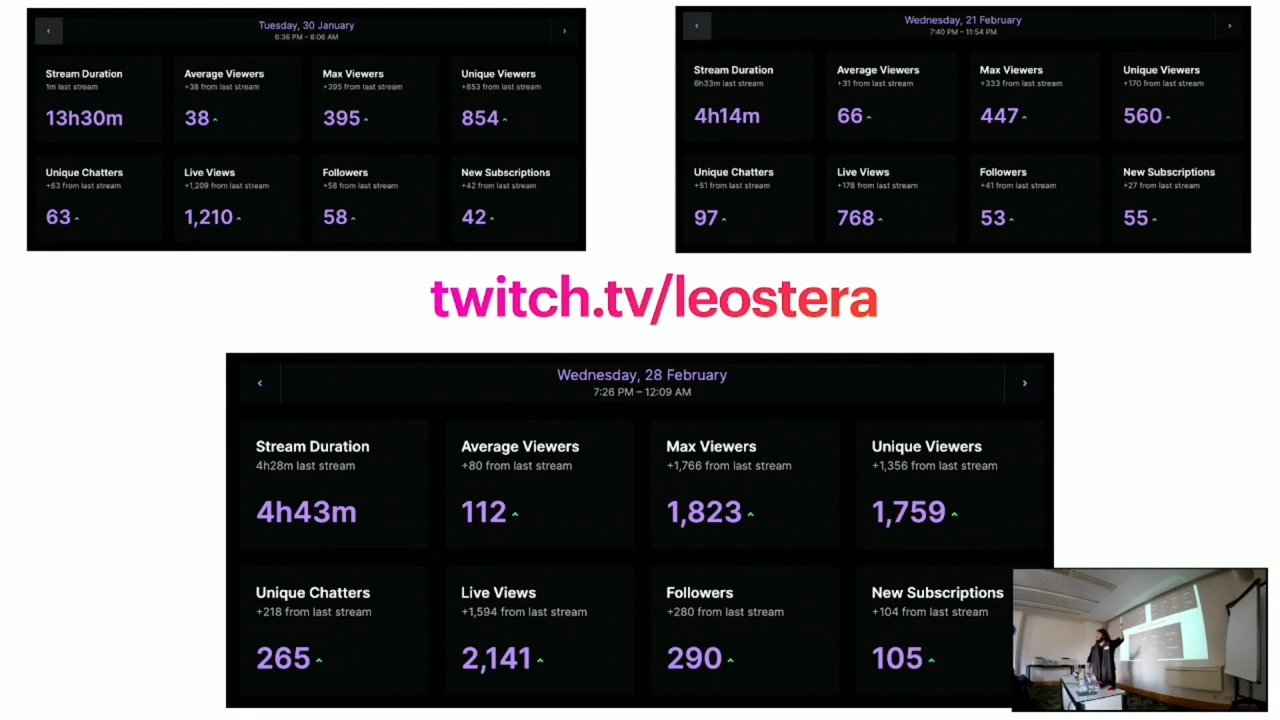 Tuesday, 30 January
6:36 PM – 8:06 AM
Stream Duration
1m last stream
13h30m
Average Viewers
+38 from last stream
38
Max Viewers
+395 from last stream
395
Unique Viewers
+853 from last stream
854
Unique Chatters
+63 from last stream
63
Live Views
+1,209 from last stream
1,210
Followers
+58 from last stream
58
New Subscriptions
+42 from last stream
42
Wednesday, 21 February
7:40 PM – 11:54 PM
Stream Duration
6h33m last stream
4h14m
Average Viewers
+31 from last stream
66
Max Viewers
+333 from last stream
447
Unique Viewers
+170 from last stream
560
Unique Chatters
+51 from last stream
97
Live Views
+178 from last stream
768
Followers
+41 from last stream
53
New Subscriptions
+27 from last stream
55
twitch.tv/leostera
Wednesday, 28 February
7:26 PM – 12:09 AM
Stream Duration
4h28m last stream
4h43m
Average Viewers
+80 from last stream
112
Max Viewers
+1,766 from last stream
1,823
Unique Viewers
+1,356 from last stream
1,759
Unique Chatters
+218 from last stream
265
Live Views
+1,594 from last stream
2,141
Followers
+280 from last stream
290
New Subscriptions
+104 from last stream
105